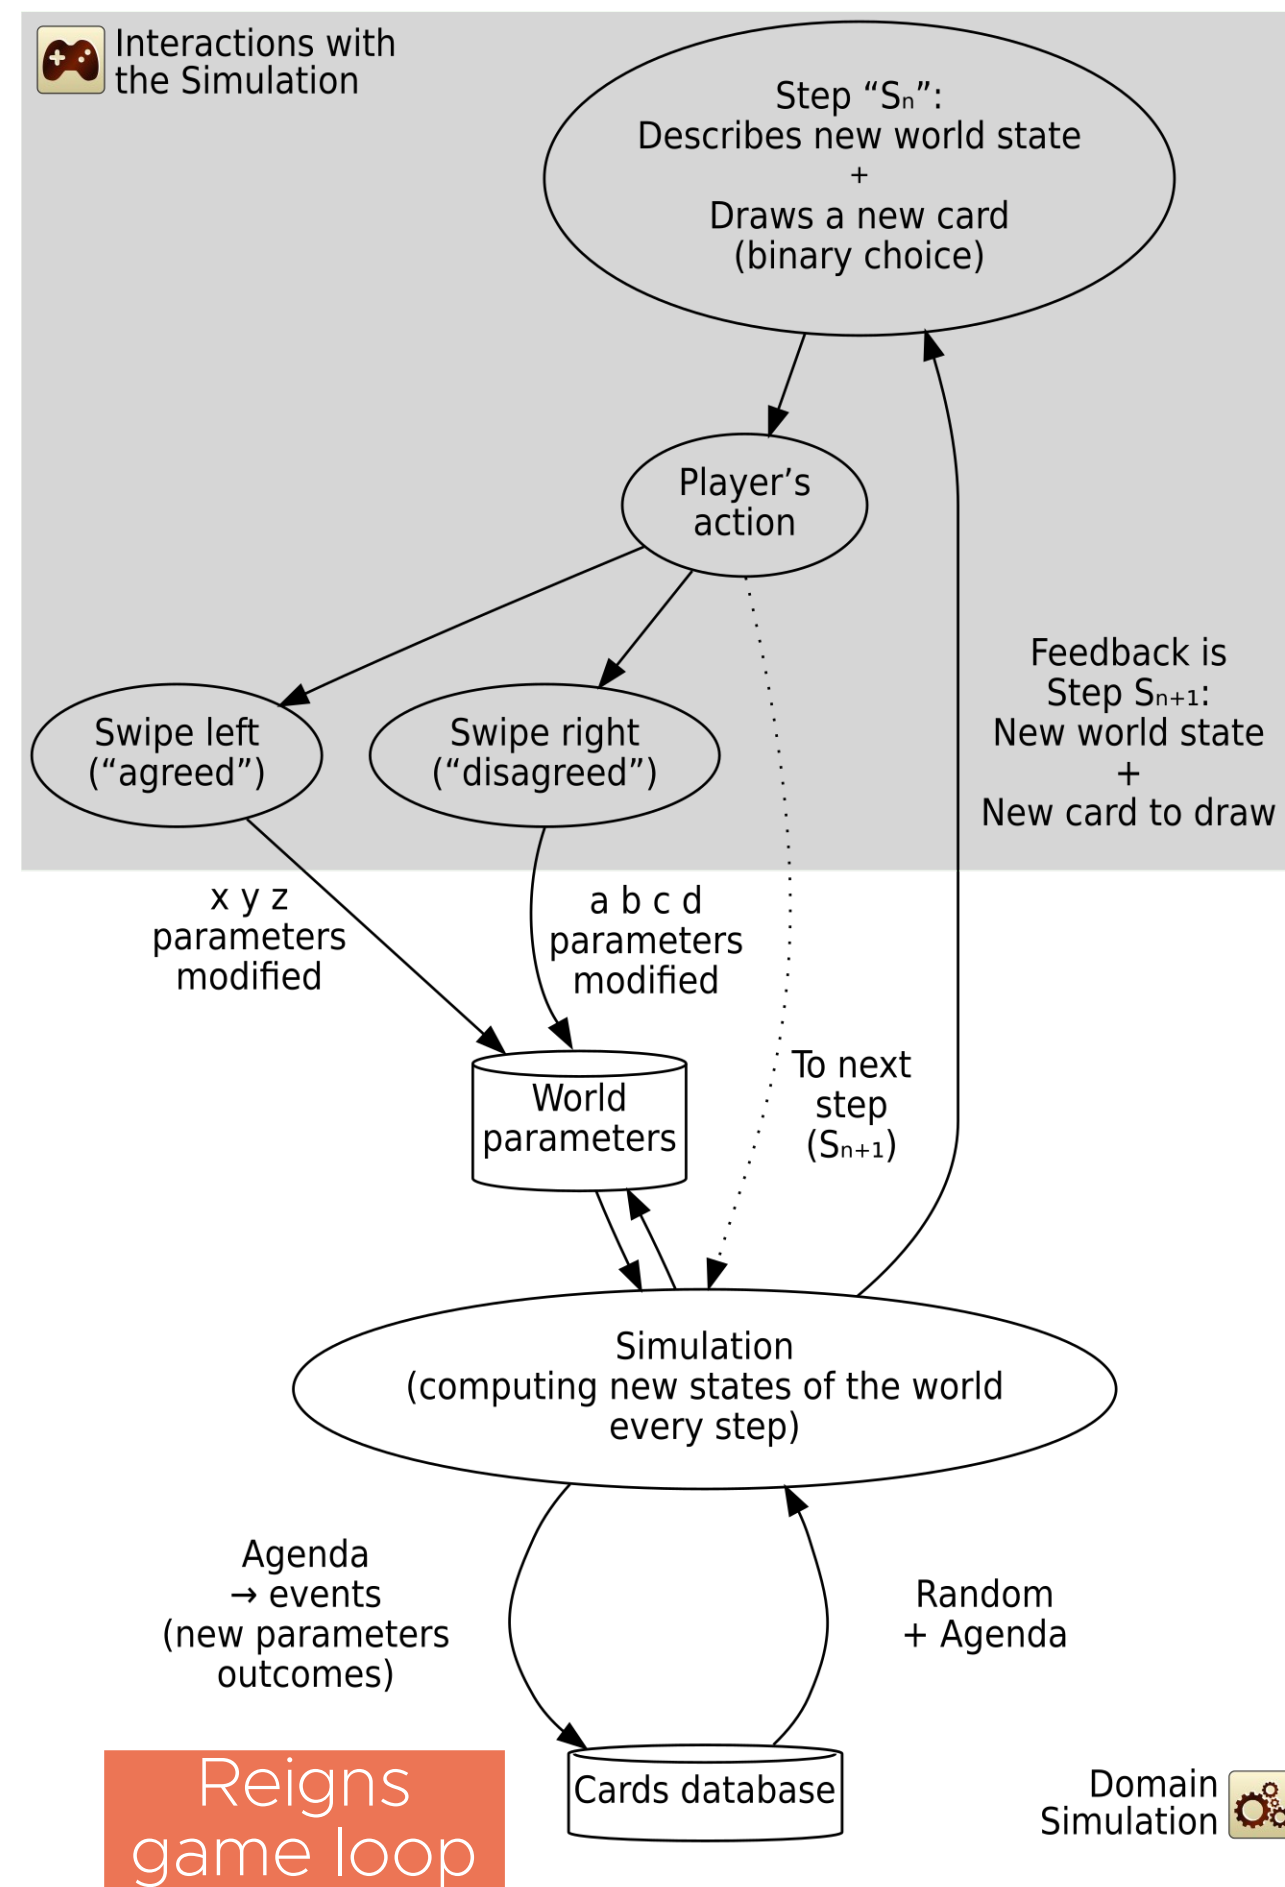 Interactions with
the Simulation
Step “Sn”:
Describes new world state
+
Draws a new card
(binary choice)
Player’s
action
Swipe left
(“agreed”)
Swipe right
(“disagreed”)
Feedback is
Step Sn+1:
New world state
+
New card to draw
x y z
parameters
modified
a b c d
parameters
modified
To next
step
(Sn+1)
World
parameters
Simulation
(computing new states of the world
every step)
Agenda
→ events
(new parameters
outcomes)
Random
+ Agenda
Cards database
Reigns
game loop
Domain
Simulation